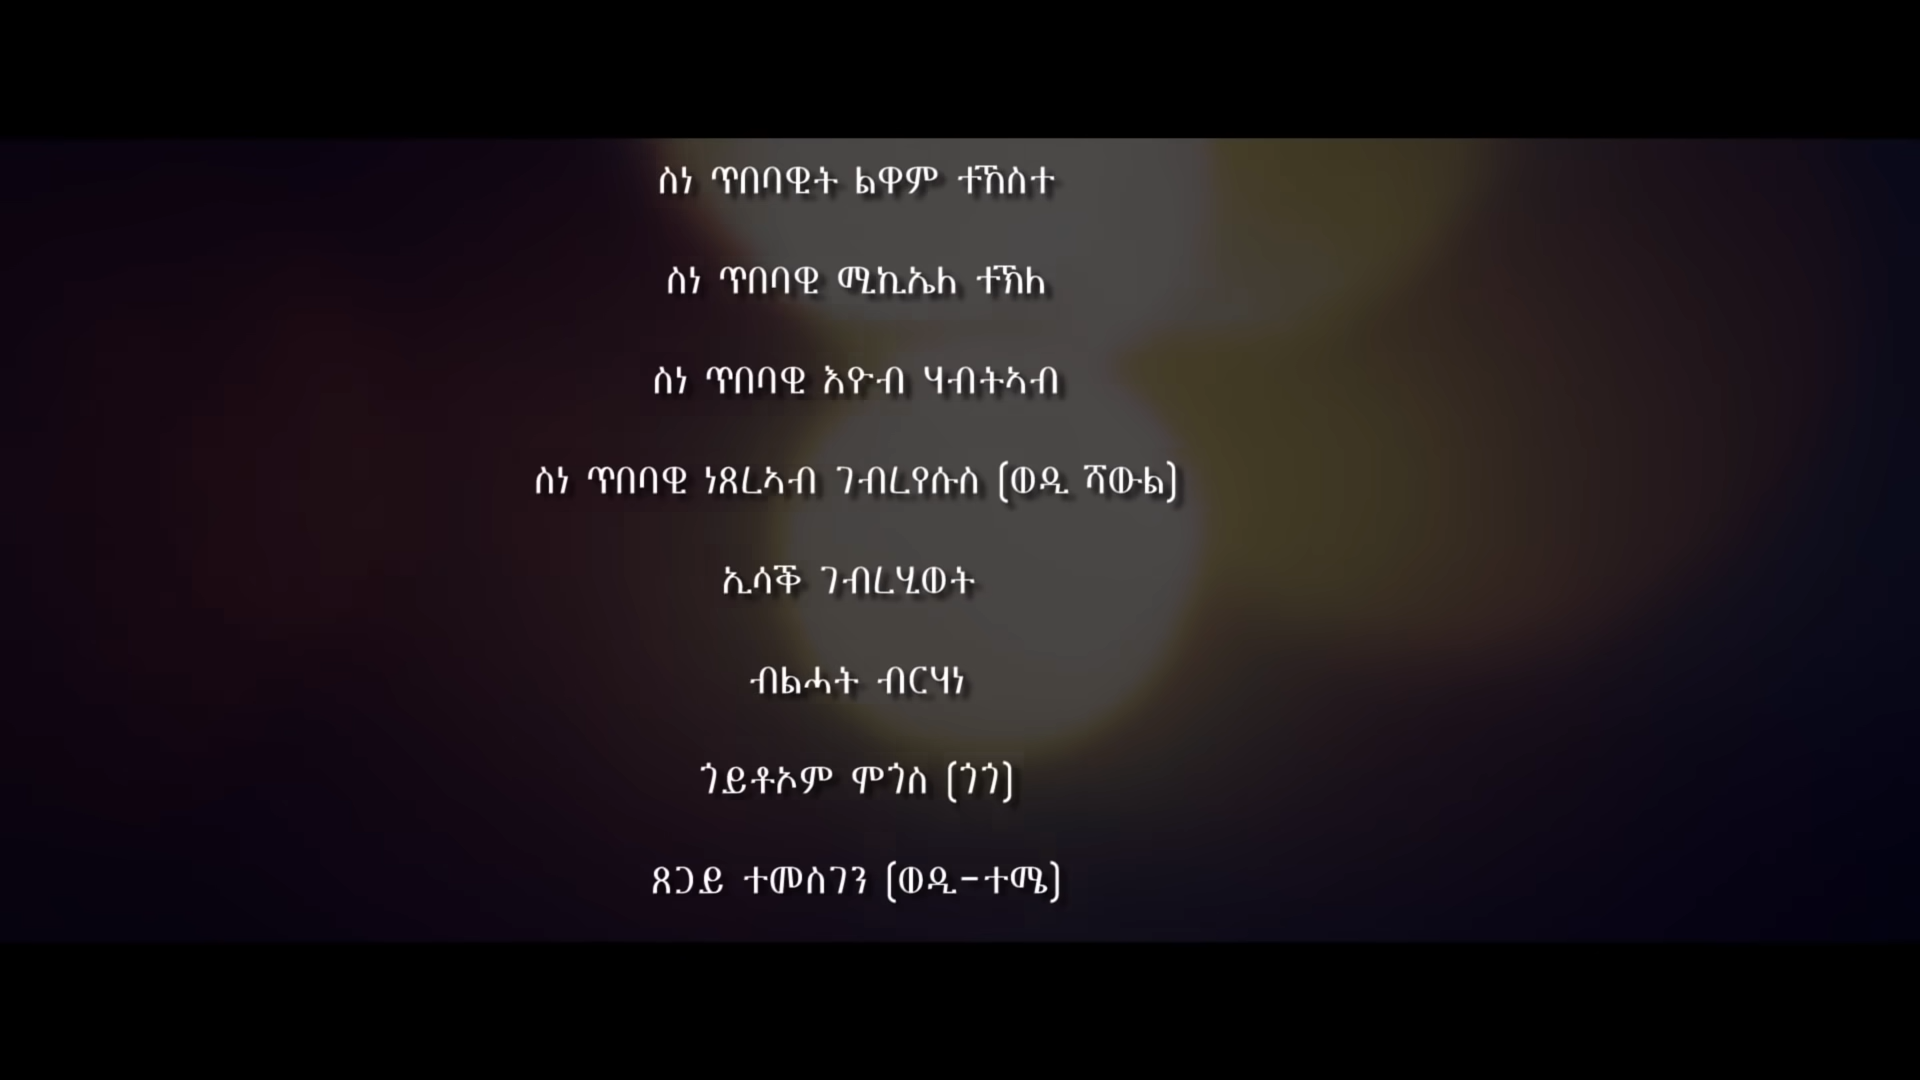 ስነ ጥበባዊት ልዋም ተኸስተ
ስነ ጥበባዊ ሚኪኤለ ተኽለ
ስነ ጥበባዊ እዮብ ሃብትኣብ
ስነ ጥበባዊ ነጸረኣብ ገብረየሱስ (ወዲ ሻውል)
ኢሳቕ ገብረሂወት
ብልሓት ብርሃነ
ጎይቶኦም ሞጎስ (ጎጎ)
ጸጋይ ተመስገን (ወዲ-ተሜ)